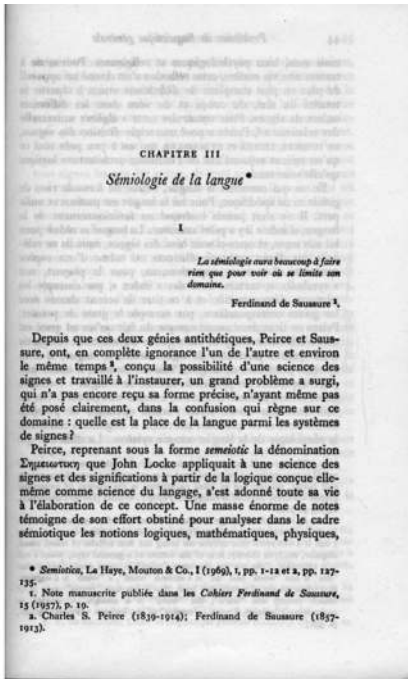 CHAPITRE III
Sémiologie de la langue*
I
La sémiologie aura beaucoup à faire
rien que pour voir où se limite son
domaine.
Ferdinand de Saussure ¹.
Depuis que ces deux génies antithétiques, Peirce et Saus-
sure, ont, en complète ignorance l'un de l'autre et environ
le même temps ², conçu la possibilité d'une science des
signes et travaillé à l'instaurer, un grand problème a surgi,
qui n'a pas encore reçu sa forme précise, n'ayant même pas
été posé clairement, dans la confusion qui règne sur ce
domaine : quelle est la place de la langue parmi les systèmes
de signes ?
Peirce, reprenant sous la forme semeiotic la dénomination
Σημειωτικη que John Locke appliquait à une science des
signes et des significations à partir de la logique conçue elle-
même comme science du langage, s'est adonné toute sa vie
à l'élaboration de ce concept. Une masse énorme de notes
témoigne de son effort obstiné pour analyser dans le cadre
sémiotique les notions logiques, mathématiques, physiques,
* Semiotica, La Haye, Mouton & Co., I (1969), 1, pp. 1-12 et 2, pp. 127-
135.
1. Note manuscrite publiée dans les Cahiers Ferdinand de Saussure,
15 (1957), p. 19.
2. Charles S. Peirce (1839-1914); Ferdinand de Saussure (1857-
1913).